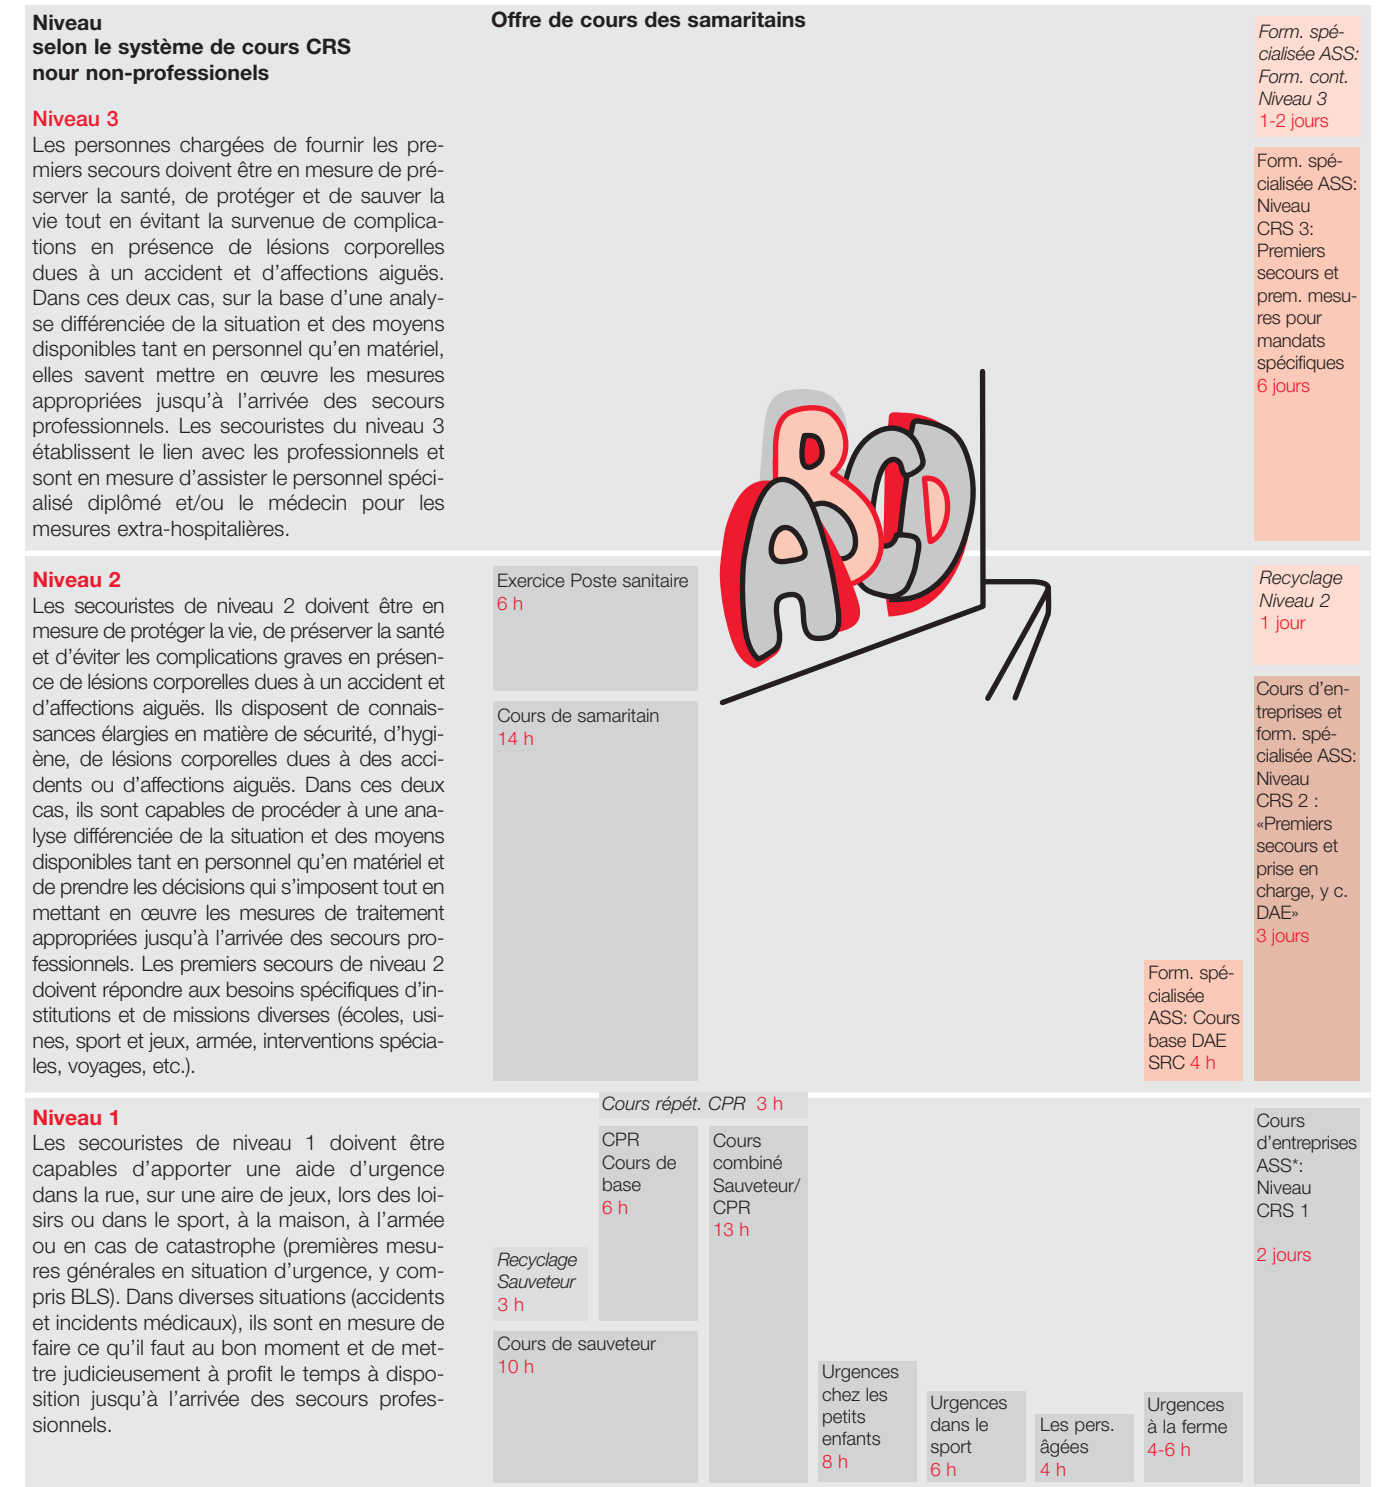 Niveau
selon le système de cours CRS
nour non-professionels
Offre de cours des samaritains
Niveau 3
Les personnes chargées de fournir les pre-
miers secours doivent être en mesure de pré-
server la santé, de protéger et de sauver la
vie tout en évitant la survenue de complica-
tions en présence de lésions corporelles
dues à un accident et d'affections aiguës.
Dans ces deux cas, sur la base d'une analy-
se différenciée de la situation et des moyens
disponibles tant en personnel qu'en matériel,
elles savent mettre en œuvre les mesures
appropriées jusqu'à l'arrivée des secours
professionnels. Les secouristes du niveau 3
établissent le lien avec les professionnels et
sont en mesure d'assister le personnel spéci-
alisé diplômé et/ou le médecin pour les
mesures extra-hospitalières.
ABCD
Form. spé-
cialisée ASS:
Form. cont.
Niveau 3
1-2 jours
Form. spé-
cialisée ASS:
Niveau
CRS 3:
Premiers
secours et
prem. mesu-
res pour
mandats
spécifiques
6 jours
Niveau 2
Les secouristes de niveau 2 doivent être en
mesure de protéger la vie, de préserver la santé
et d'éviter les complications graves en présen-
ce de lésions corporelles dues à un accident et
d'affections aiguës. Ils disposent de connais-
sances élargies en matière de sécurité, d'hygi-
ène, de lésions corporelles dues à des acci-
dents ou d'affections aiguës. Dans ces deux
cas, ils sont capables de procéder à une ana-
lyse différenciée de la situation et des moyens
disponibles tant en personnel qu'en matériel et
de prendre les décisions qui s'imposent tout en
mettant en œuvre les mesures de traitement
appropriées jusqu'à l'arrivée des secours pro-
fessionnels. Les premiers secours de niveau 2
doivent répondre aux besoins spécifiques d'in-
stitutions et de missions diverses (écoles, usi-
nes, sport et jeux, armée, interventions spécia-
les, voyages, etc.).
Exercice Poste sanitaire
6 h
Cours de samaritain
14 h
Form. spé-
cialisée
ASS: Cours
base DAE
SRC 4 h
Recyclage
Niveau 2
1 jour
Cours d'en-
treprises et
form. spé-
cialisée ASS:
Niveau
CRS 2 :
«Premiers
secours et
prise en
charge, y c.
DAE»
3 jours
Niveau 1
Les secouristes de niveau 1 doivent être
capables d'apporter une aide d'urgence
dans la rue, sur une aire de jeux, lors des loi-
sirs ou dans le sport, à la maison, à l'armée
ou en cas de catastrophe (premières mesu-
res générales en situation d'urgence, y com-
pris BLS). Dans diverses situations (accidents
et incidents médicaux), ils sont en mesure de
faire ce qu'il faut au bon moment et de met-
tre judicieusement à profit le temps à dispo-
sition jusqu'à l'arrivée des secours profes-
sionnels.
Cours répét. CPR 3 h
CPR
Cours de
base
6 h
Recyclage
Sauveteur
3 h
Cours de sauveteur
10 h
Cours
combiné
Sauveteur/
CPR
13 h
Urgences
chez les
petits
enfants
8 h
Urgences
dans le
sport
6 h
Les pers.
âgées
4 h
Urgences
à la ferme
4-6 h
Cours
d'entreprises
ASS*:
Niveau
CRS 1
2 jours